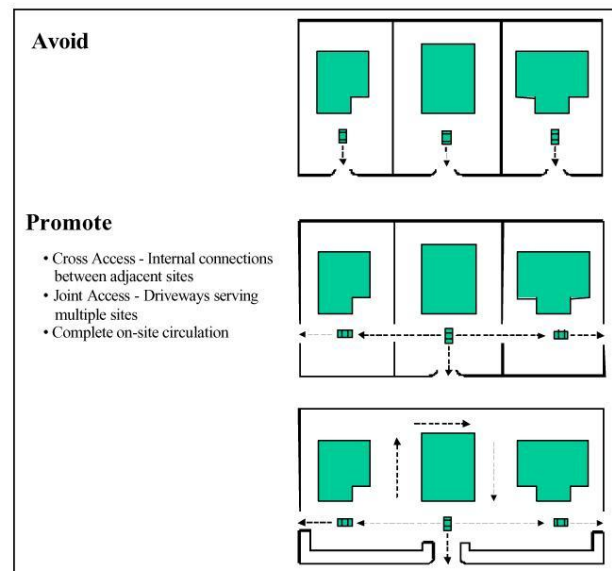 Avoid
Promote
• Cross Access - Internal connections
between adjacent sites
• Joint Access - Driveways serving
multiple sites
• Complete on-site circulation